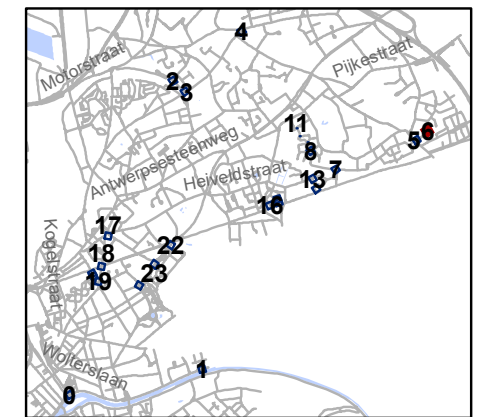 4
Motorstraat
Pijkestraat
2
3
11
6
5
Antwerpsesteenweg
8
Heiveldstraat
7
13
16
17
Kogelstraat
22
18
23
19
Wolterslaan
1
0